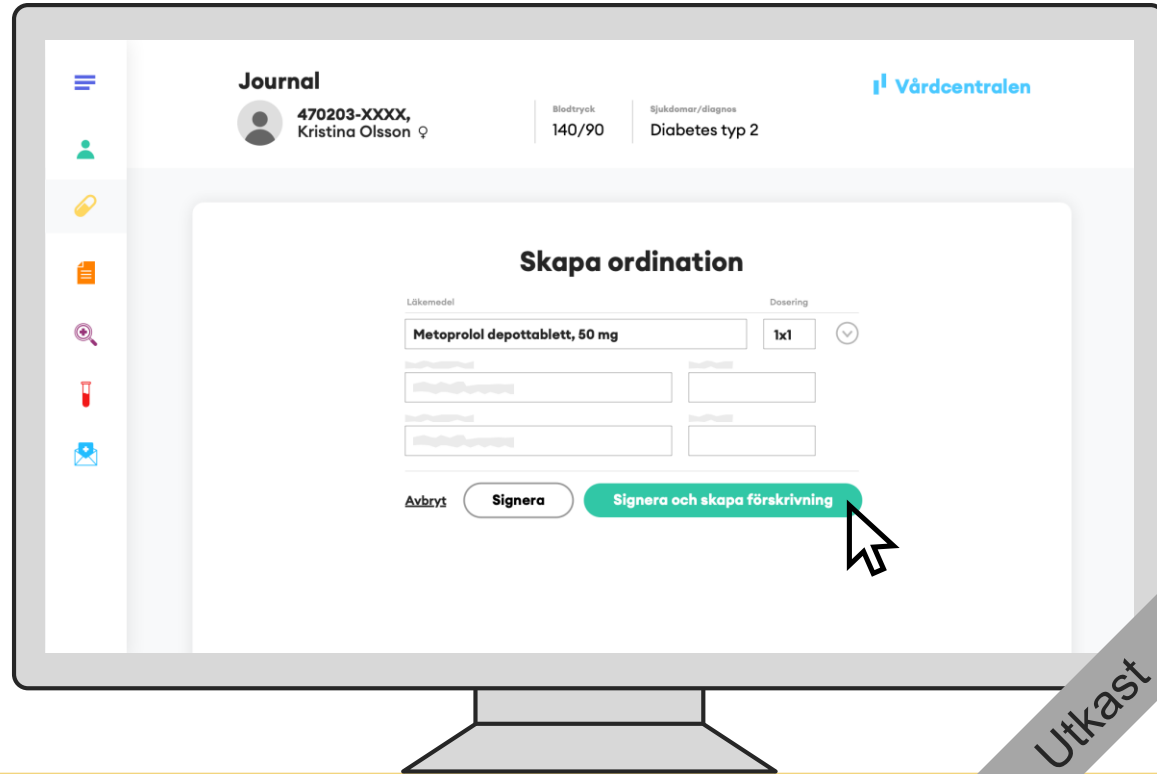 Journal
Vårdcentralen
470203-XXXX,
Kristina Olsson ♀
Blodtryck
140/90
Sjukdomar/diagnos
Diabetes typ 2
Skapa ordination
Läkemedel
Dosering
Metoprolol depottablett, 50 mg
1x1
Avbryt
Signera
Signera och skapa förskrivning
Utkast